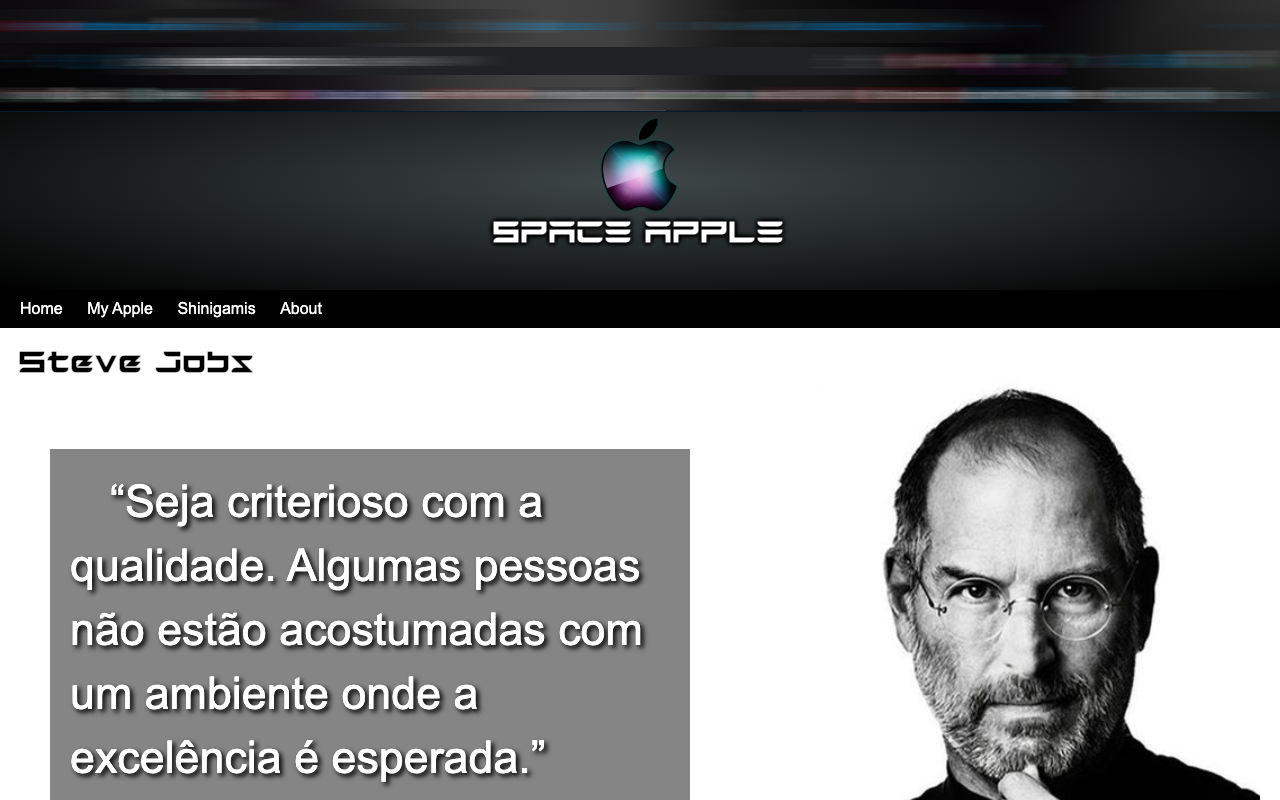 SPACE APPLE
Home My Apple Shinigamis About
Steve Jobs
“Seja criterioso com a
qualidade. Algumas pessoas
não estão acostumadas com
um ambiente onde a
excelência é esperada.”